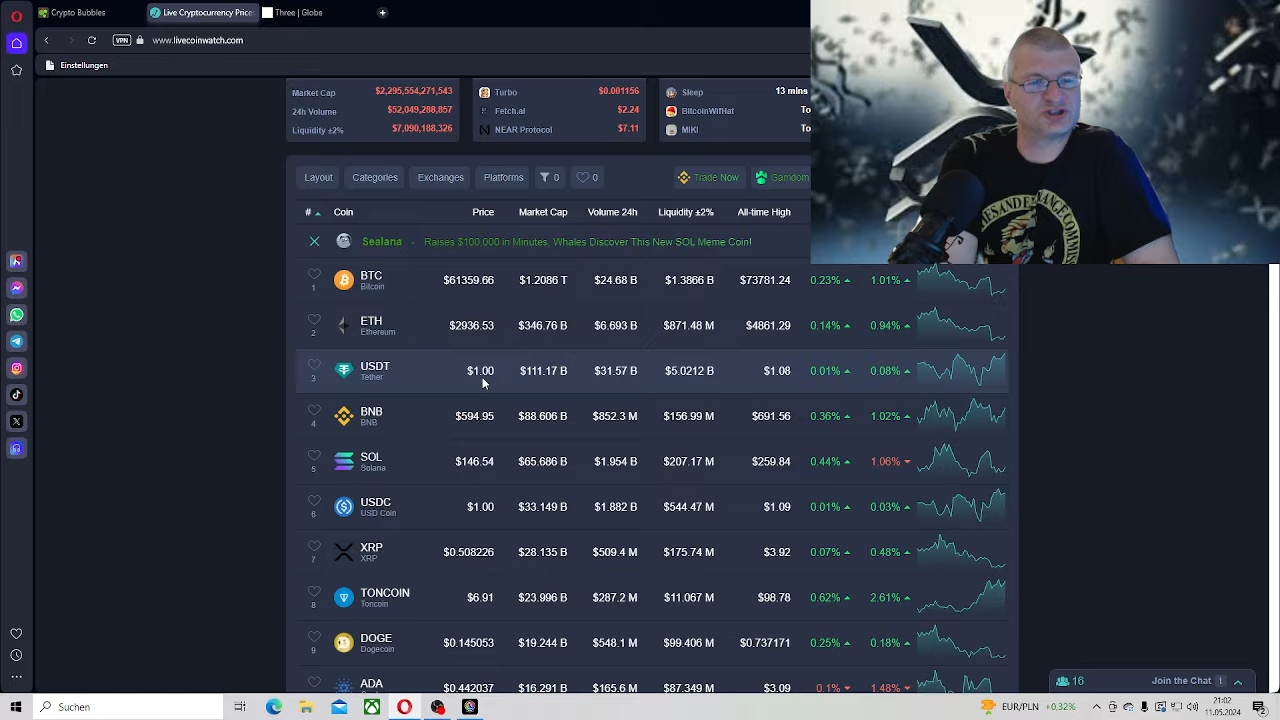 Crypto Bubbles
Live Cryptocurrency Price
Three | Globe
VPN
www.livecoinwatch.com
Einstellungen
Market Cap $2,295,554,271,543
24h Volume $52,049,288,857
Liquidity ±2% $7,090,188,326
Turbo $0.001156
Fetch.ai $2.24
NEAR Protocol $7.11
Sleep 13 mins
BitcoinWifHat To
MIKI To
Layout Categories Exchanges Platforms 0 0 Trade Now Gamdom
# Coin Price Market Cap Volume 24h Liquidity ±2% All-time High
Sealana - Raises $100,000 in Minutes, Whales Discover This New SOL Meme Coin!
1 BTC Bitcoin $61359.66 $1.2086 T $24.68 B $1.3866 B $73781.24 0.23% 1.01%
2 ETH Ethereum $2936.53 $346.76 B $6.693 B $871.48 M $4861.29 0.14% 0.94%
3 USDT Tether $1.00 $111.17 B $31.57 B $5.0212 B $1.08 0.01% 0.08%
4 BNB BNB $594.95 $88.606 B $852.3 M $156.99 M $691.56 0.36% 1.02%
5 SOL Solana $146.54 $65.686 B $1.954 B $207.17 M $259.84 0.44% 1.06%
6 USDC USD Coin $1.00 $33.149 B $1.882 B $544.47 M $1.09 0.01% 0.03%
7 XRP XRP $0.508226 $28.135 B $509.4 M $175.74 M $3.92 0.07% 0.48%
8 TONCOIN Toncoin $6.91 $23.996 B $287.2 M $11.067 M $98.78 0.62% 2.61%
9 DOGE Dogecoin $0.145053 $19.244 B $548.1 M $99.406 M $0.737171 0.25% 0.18%
ADA $0.442037 $16.291 B $165.6 M $87.349 M $3.09 0.1% 1.48%
16 Join the Chat
Suchen
EUR/PLN +0,32%
21:02
11.05.2024